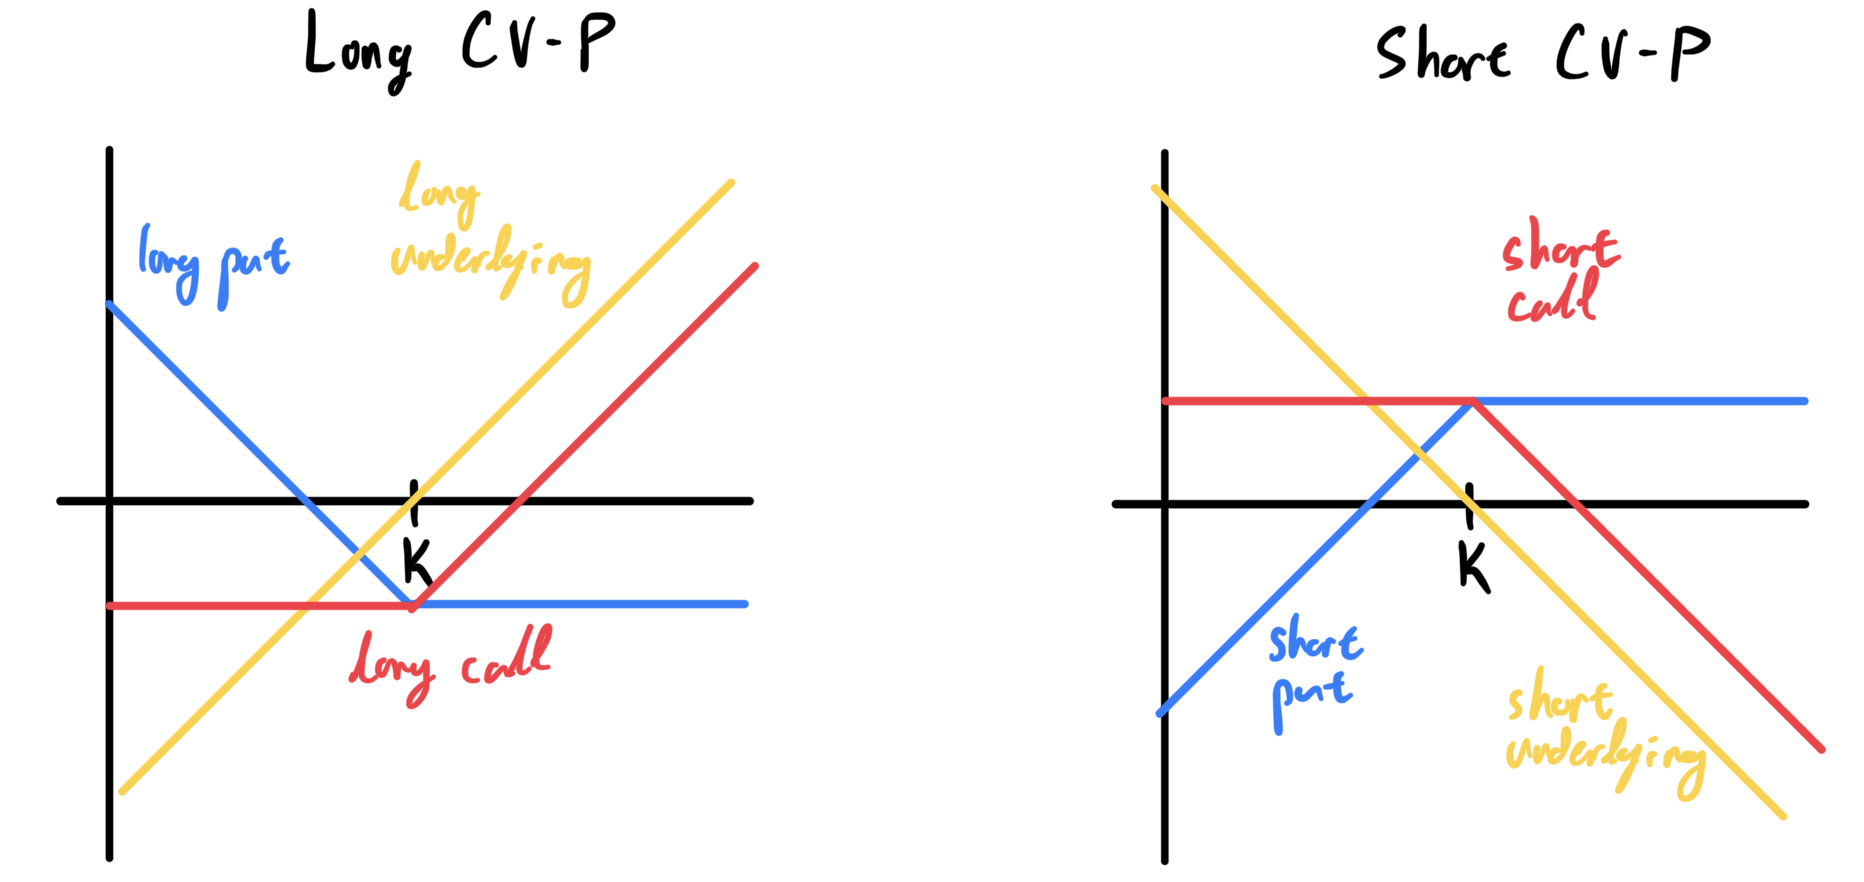 Long CV-P
long put
long
underlying
K
long call
Short CV-P
short
call
K
short
put
short
underlying